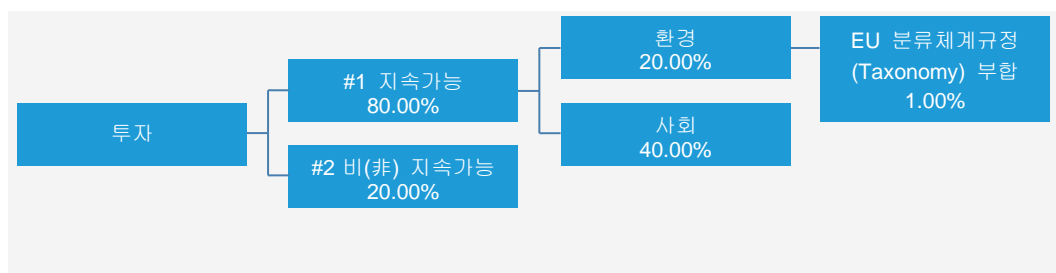 투자
#1 지속가능
80.00%
#2 비(非) 지속가능
20.00%
환경
20.00%
사회
40.00%
EU 분류체계규정
(Taxonomy) 부합
1.00%